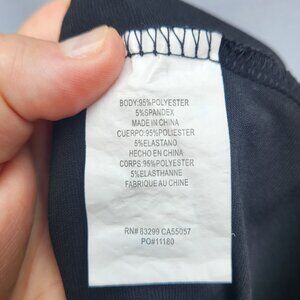 BODY:95%POLYESTER
5%SPANDEX
MADE IN CHINA
CUERPO:95%POLIESTER
5%ELASTANO
HECHO EN CHINA
CORPS:95%POLYESTER
5%ELASTHANNE
FABRIQUE AU CHINE
RN# 83299 CA55057
PO#11180